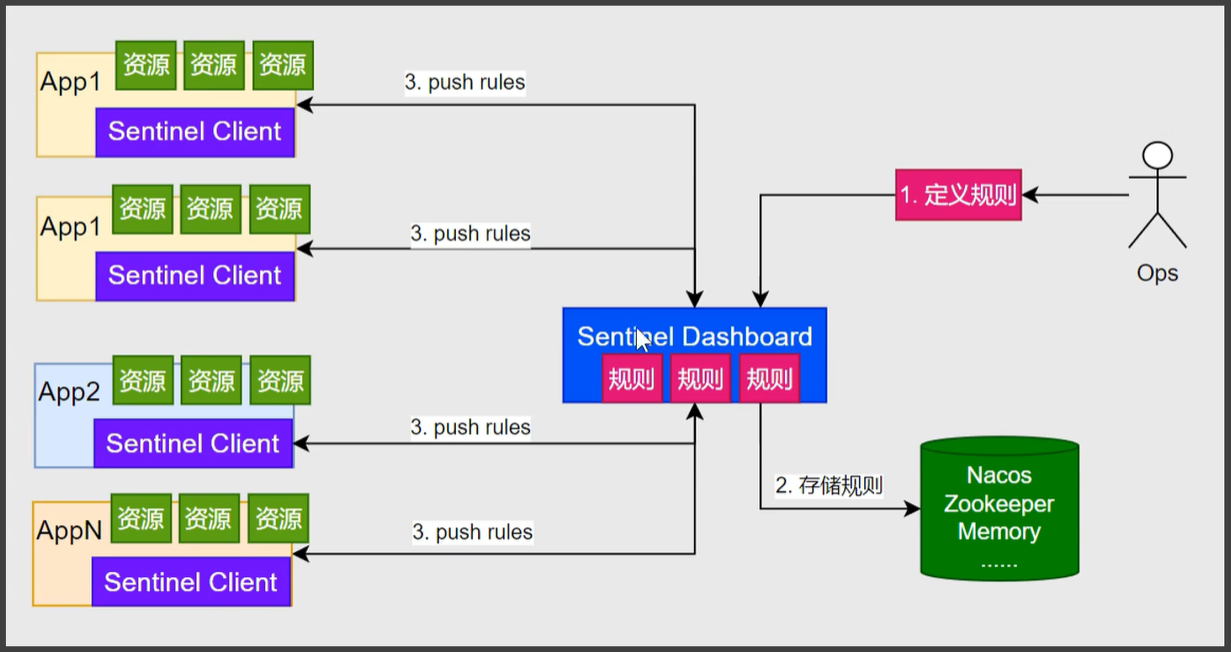 App1
资源 资源 资源
Sentinel Client
3. push rules
App1
资源 资源 资源
Sentinel Client
3. push rules
1. 定义规则
Ops
Sentinel Dashboard
规则 规则 规则
App2
资源 资源 资源
Sentinel Client
3. push rules
AppN
资源 资源 资源
Sentinel Client
3. push rules
2. 存储规则
Nacos
Zookeeper
Memory
......